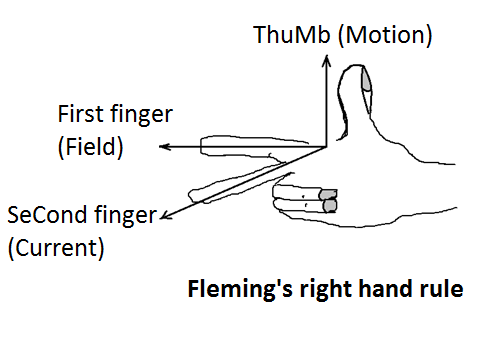 ThuMb (Motion)
First finger
(Field)
SeCond finger
(Current)
Fleming's right hand rule